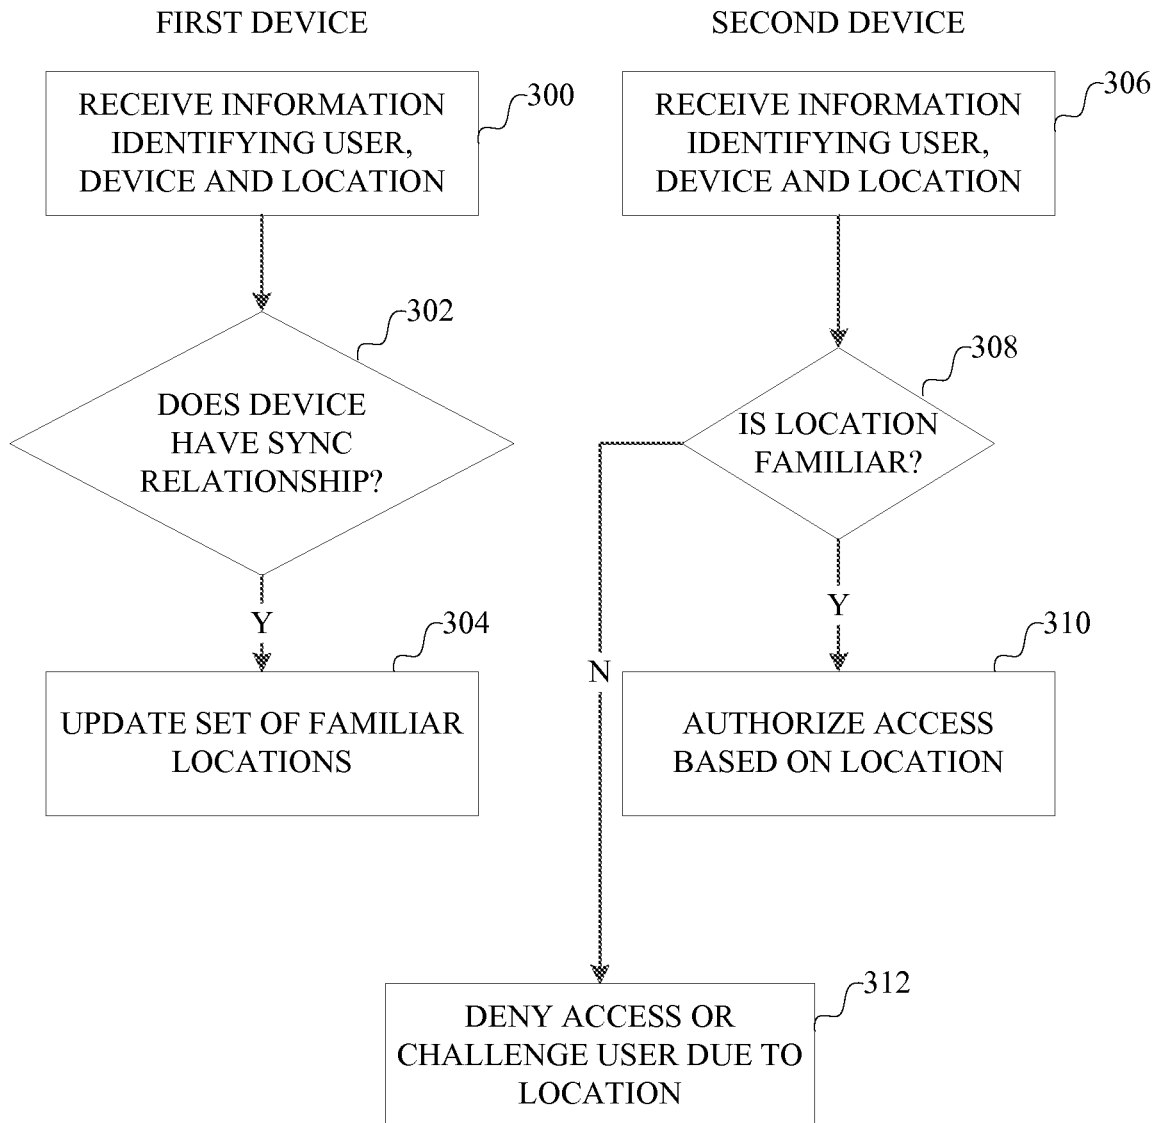 FIRST DEVICE
SECOND DEVICE
RECEIVE INFORMATION
IDENTIFYING USER,
DEVICE AND LOCATION
300
RECEIVE INFORMATION
IDENTIFYING USER,
DEVICE AND LOCATION
306
302
DOES DEVICE
HAVE SYNC
RELATIONSHIP?
308
IS LOCATION
FAMILIAR?
Y
Y
N
304
UPDATE SET OF FAMILIAR
LOCATIONS
310
AUTHORIZE ACCESS
BASED ON LOCATION
312
DENY ACCESS OR
CHALLENGE USER DUE TO
LOCATION